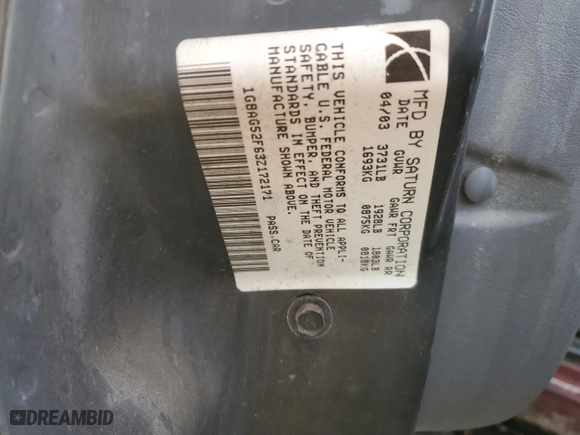 MFD BY SATURN CORPORATION
DATE GVWR GAWR FRT GAWR RR
04/03 3731LB 1928LB 1803LB
1693KG 0875KG 0818KG
THIS VEHICLE CONFORMS TO ALL APPLI-
CABLE U.S. FEDERAL MOTOR VEHICLE
SAFETY, BUMPER, AND THEFT PREVENTION
STANDARDS IN EFFECT ON THE DATE OF
MANUFACTURE SHOWN ABOVE.
1G8AG52F63Z172171 PASS.CAR
DREAMBID